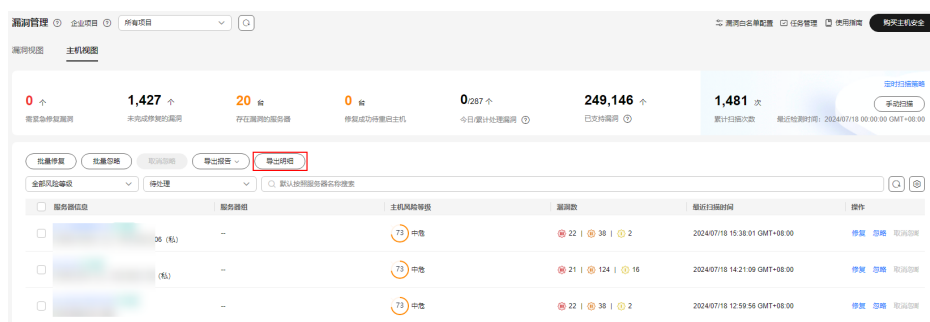 漏洞管理 企业项目 所有项目 漏洞白名单配置 任务管理 使用指南 购买主机安全
漏洞视图 主机视图
定时扫描策略
0 个 1,427 个 20 台 0 台 0/287 个 249,146 个 1,481 次 手动扫描
需紧急修复漏洞 未完成修复的漏洞 存在漏洞的服务器 修复成功待重启主机 今日/累计处理漏洞 已支持漏洞 累计扫描次数 最近检测时间：2024/07/18 00:00:00 GMT+08:00
批量修复 批量忽略 取消忽略 导出报告 导出明细
全部风险等级 待处理 默认按照服务器名称搜索
服务器信息 服务器组 主机风险等级 漏洞数 最近扫描时间 操作
06 (私) -- 73 中危 22 | 38 | 2 2024/07/18 15:38:01 GMT+08:00 修复 忽略 取消忽略
(私) -- 73 中危 21 | 124 | 16 2024/07/18 14:21:09 GMT+08:00 修复 忽略 取消忽略
-- 73 中危 22 | 38 | 2 2024/07/18 12:59:56 GMT+08:00 修复 忽略 取消忽略